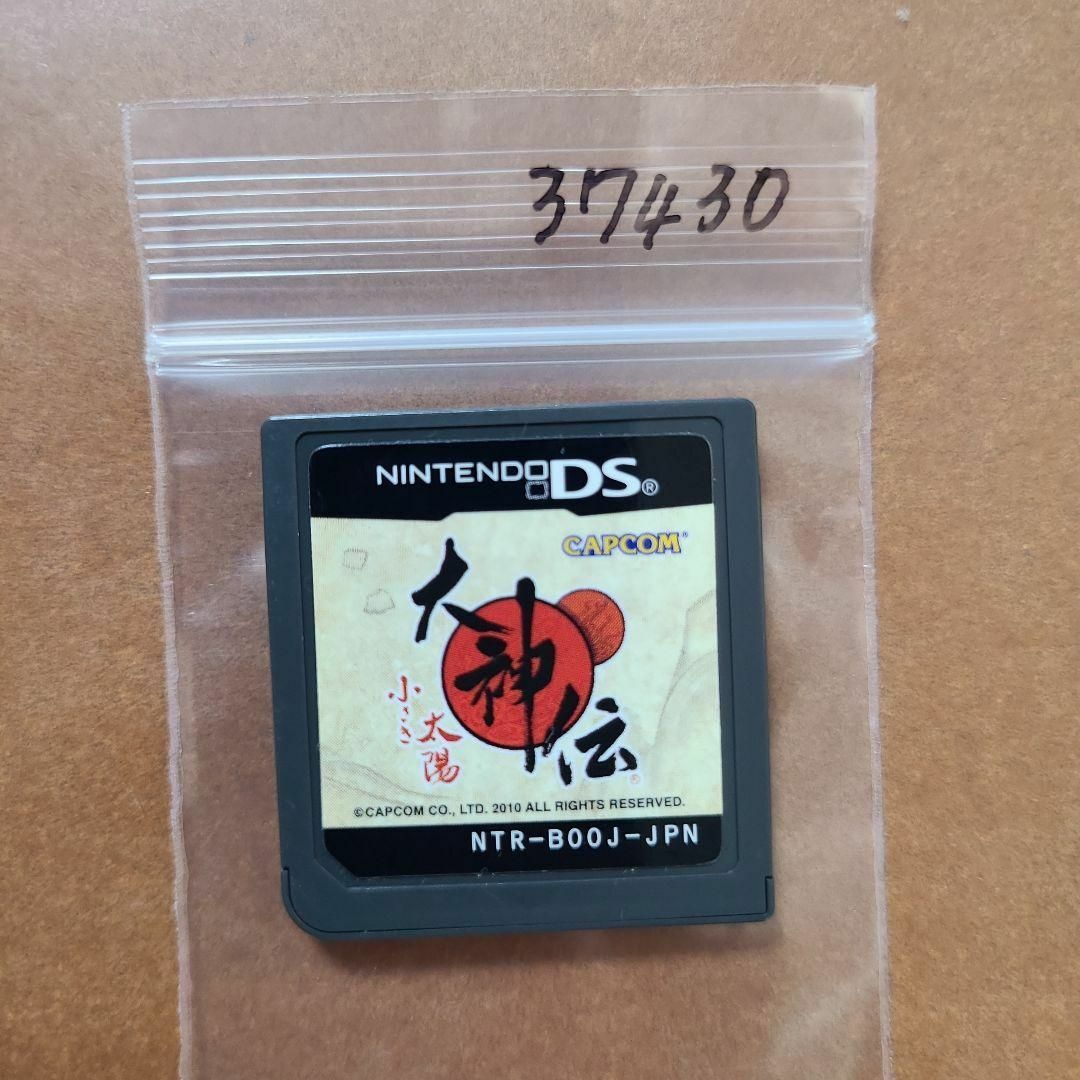 37430
NINTENDO DS®
CAPCOM®
大神伝®
小さき太陽
©CAPCOM CO., LTD. 2010 ALL RIGHTS RESERVED.
NTR-BOOJ-JPN